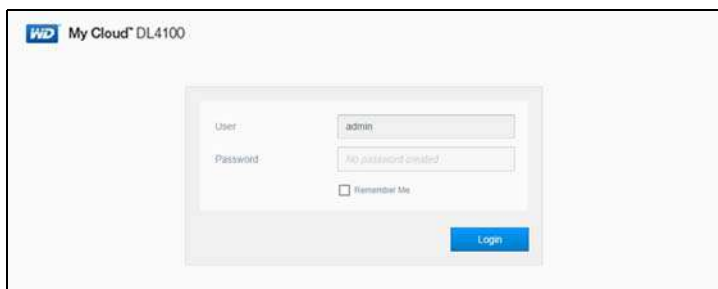 WD My Cloud™ DL4100
User admin
Password No password created
Remember Me
Login